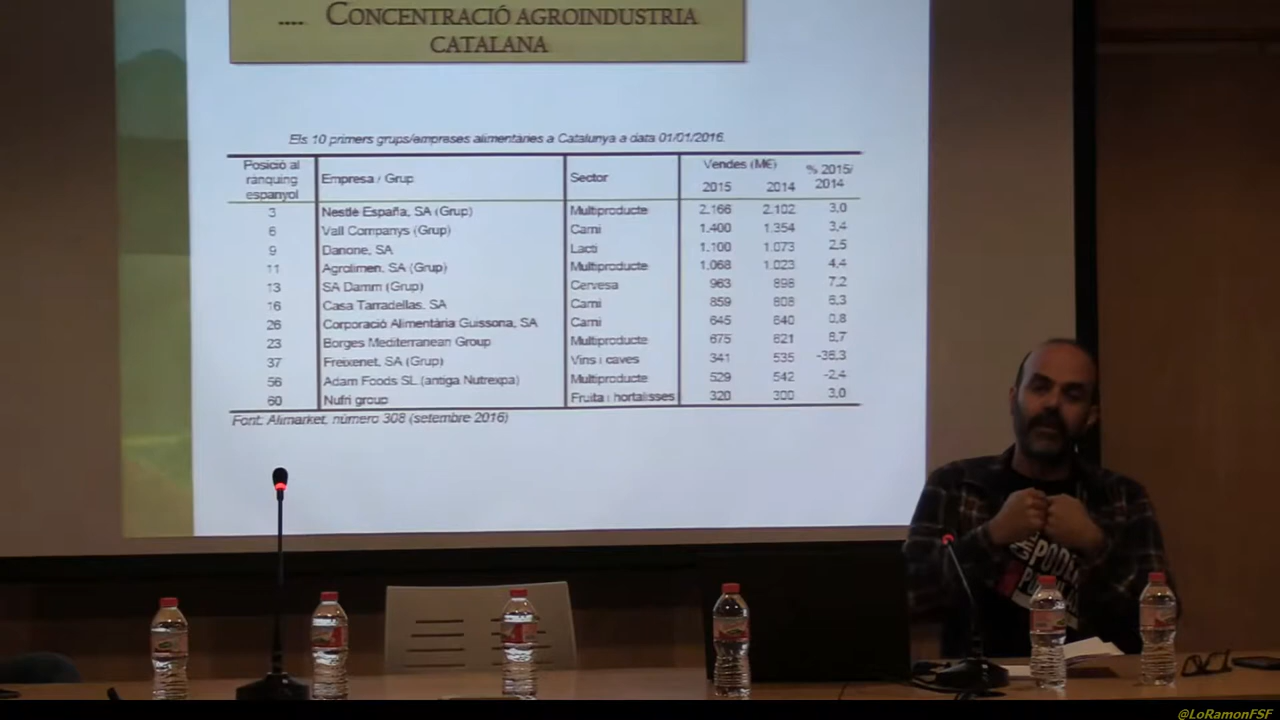 .... CONCENTRACIÓ AGROINDUSTRIA
CATALANA
Els 10 primers grups/empreses alimentàries a Catalunya a data 01/01/2016.
Posició al rànquing espanyol Empresa / Grup Sector Vendes (M€) 2015 2014 % 2015/ 2014
3 Nestlé España, SA (Grup) Multiproducte 2.166 2.102 3,0
6 Vall Companys (Grup) Carni 1.400 1.354 3,4
9 Danone, SA Lacti 1.100 1.073 2,5
11 Agrolimen, SA (Grup) Multiproducte 1.068 1.023 4,4
13 SA Damm (Grup) Cervesa 963 898 7,2
16 Casa Tarradellas, SA Carni 859 808 6,3
26 Corporació Alimentària Guissona, SA Carni 645 640 0,8
23 Borges Mediterranean Group Multiproducte 675 621 8,7
37 Freixenet, SA (Grup) Vins i caves 341 535 -36,3
56 Adam Foods SL (antiga Nutrexpa) Multiproducte 529 542 -2,4
60 Nufri group Fruita i hortalisses 320 300 3,0
Font: Alimarket, número 308 (setembre 2016)
@LoRamonFSF